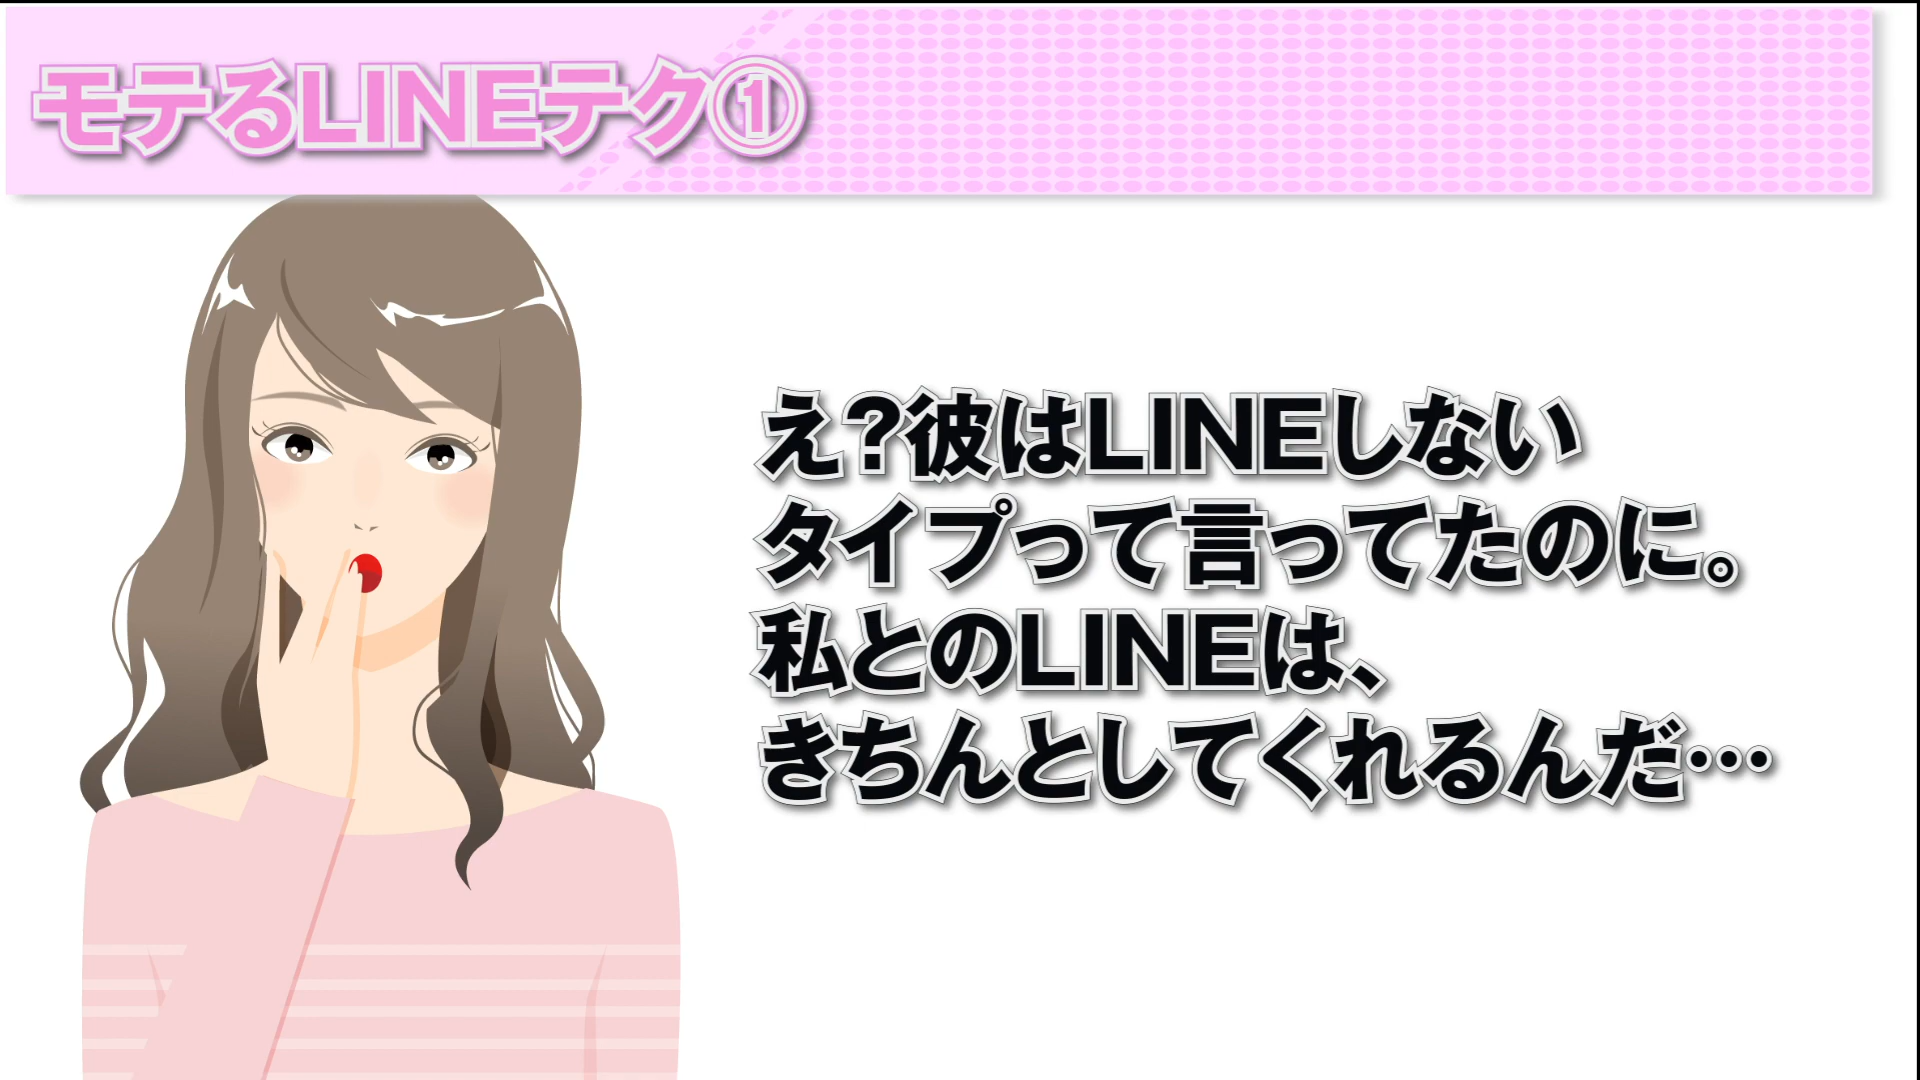 モテるLINEテク①
え?彼はLINEしない
タイプって言ってたのに。
私とのLINEは、
きちんとしてくれるんだ…